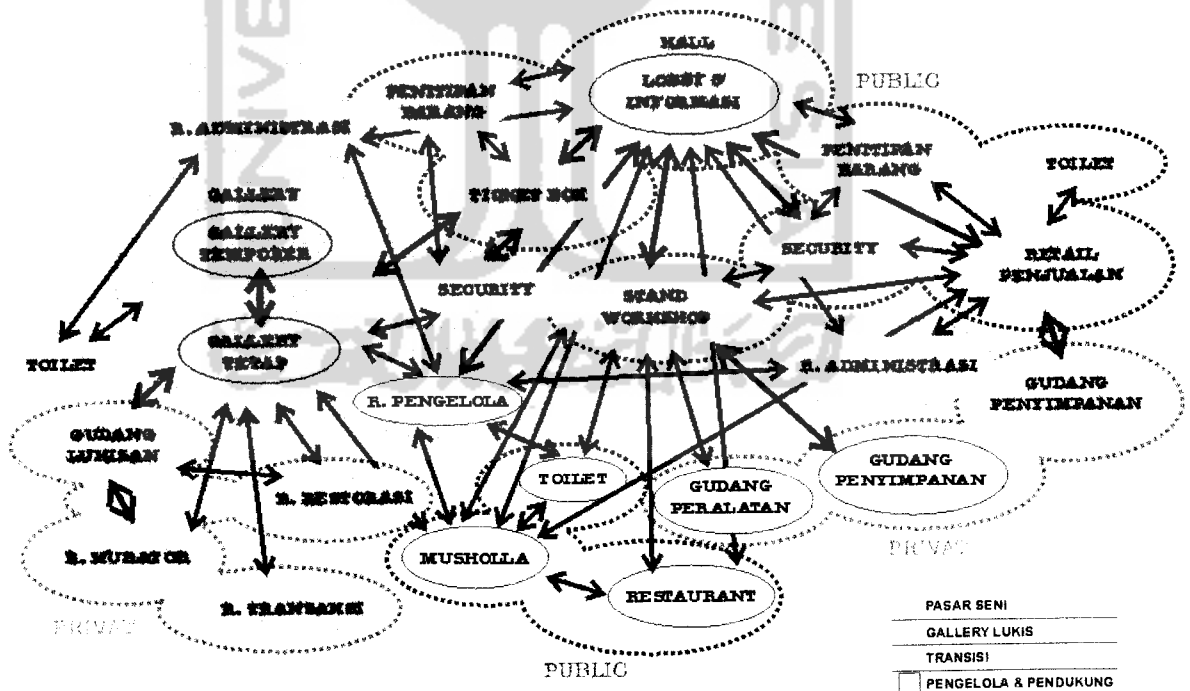 HALL
LOBBY &
INFORMASI
PUBLIC
PENITIPAN
BARANG
R. ADMINISTRASI
PENITIPAN
BARANG
TOILET
GALLERY
GALLERY
TEMPORER
TICKET BOX
SECURITY
RETAIL
PENJUALAN
SECURITY
STAND
WORKSHOP
GALLERY
TETAP
TOILET
R. ADMINISTRASI
R. PENGELOLA
GUDANG
PENYIMPANAN
GUDANG
LUKISAN
TOILET
GUDANG
PERALATAN
GUDANG
PENYIMPANAN
R. RESTORASI
PRIVAT
R. KURATOR
MUSHOLLA
RESTAURANT
R. TRANSAKSI
PRIVAT
PUBLIC
PASAR SENI
GALLERY LUKIS
TRANSISI
PENGELOLA & PENDUKUNG